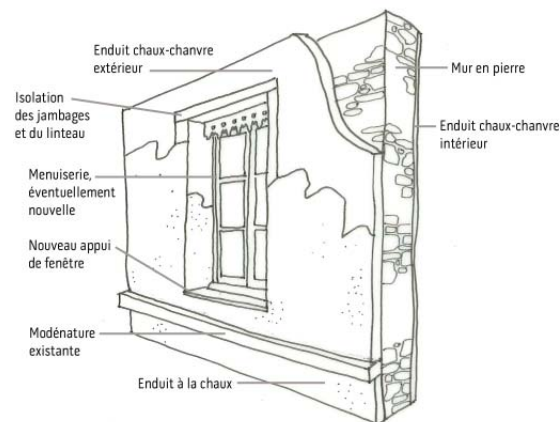 Enduit chaux-chanvre
extérieur
Mur en pierre
Isolation
des jambages
et du linteau
Enduit chaux-chanvre
intérieur
Menuiserie,
éventuellement
nouvelle
Nouveau appui
de fenêtre
Modénature
existante
Enduit à la chaux